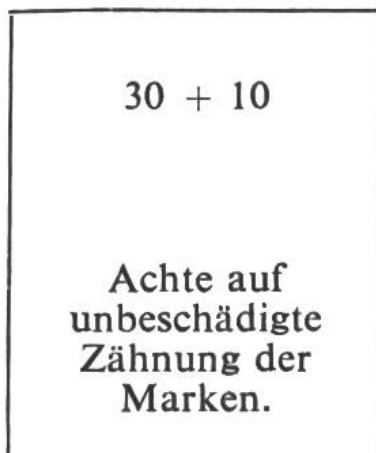 30 + 10
Achte auf
unbeschädigte
Zähnung der
Marken.